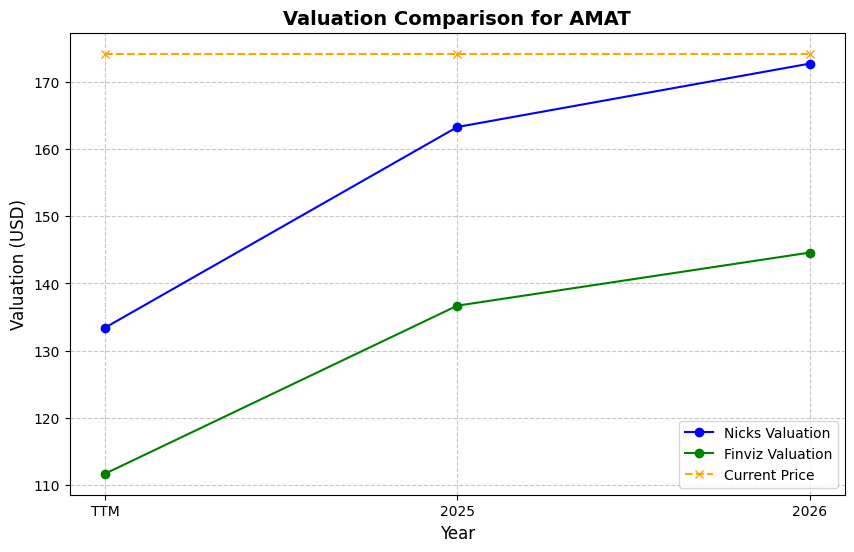 Valuation Comparison for AMAT
Valuation (USD)
170
160
150
140
130
120
110
TTM
2025
2026
Year
Nicks Valuation
Finviz Valuation
Current Price